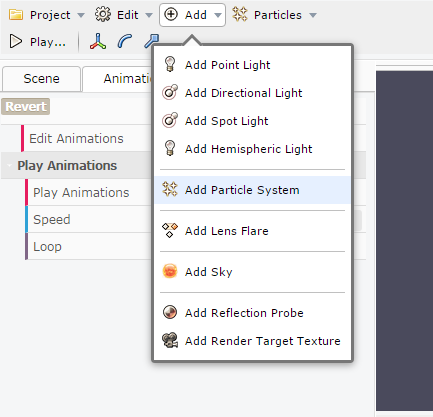 Project Edit Add Particles
Play...
Scene Animatio
Revert
Edit Animations
Play Animations
Play Animations
Speed
Loop
Add Point Light
Add Directional Light
Add Spot Light
Add Hemispheric Light
Add Particle System
Add Lens Flare
Add Sky
Add Reflection Probe
Add Render Target Texture